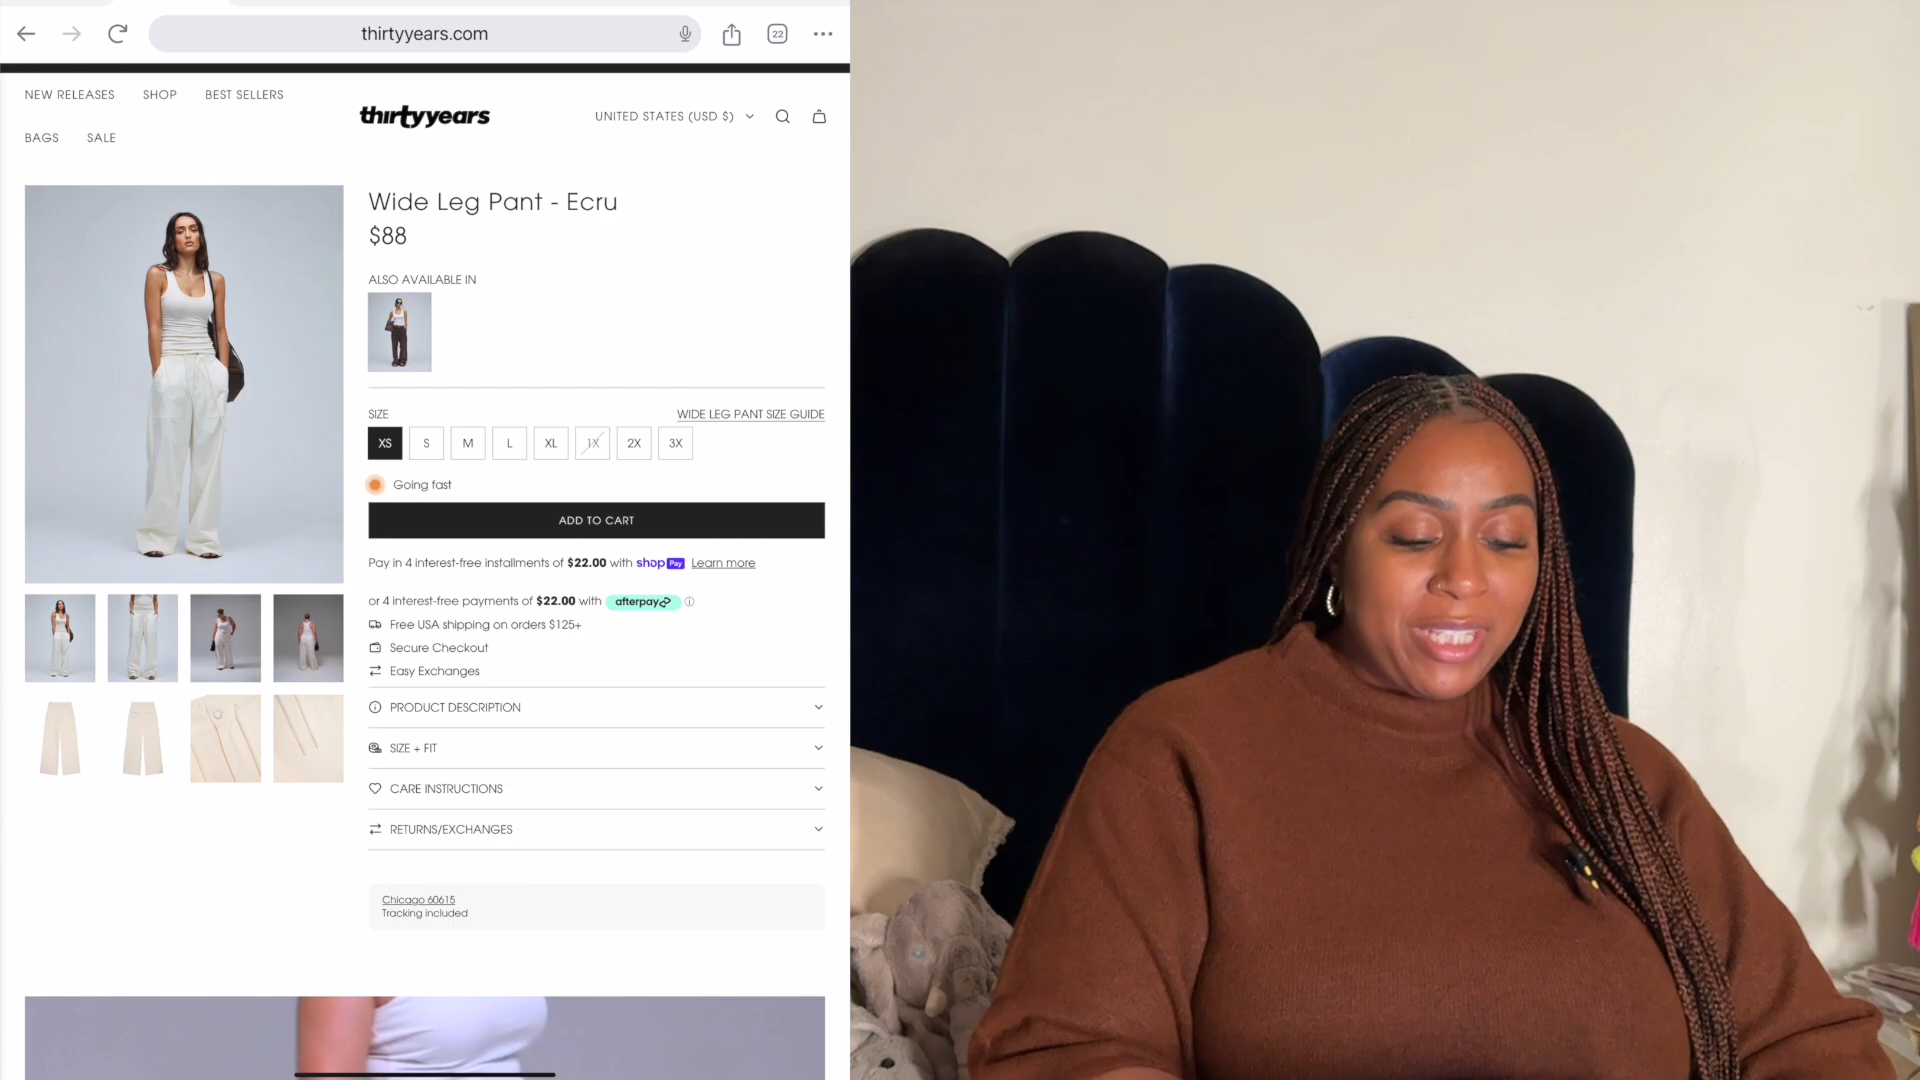 thirtyyears.com
22
NEW RELEASES SHOP BEST SELLERS
BAGS SALE
thirtyyears
UNITED STATES (USD $)
Wide Leg Pant - Ecru
$88
ALSO AVAILABLE IN
SIZE
WIDE LEG PANT SIZE GUIDE
XS S M L XL 1X 2X 3X
Going fast
ADD TO CART
Pay in 4 interest-free installments of $22.00 with shop Pay Learn more
or 4 interest-free payments of $22.00 with afterpay
Free USA shipping on orders $125+
Secure Checkout
Easy Exchanges
PRODUCT DESCRIPTION
SIZE + FIT
CARE INSTRUCTIONS
RETURNS/EXCHANGES
Chicago 60615
Tracking included